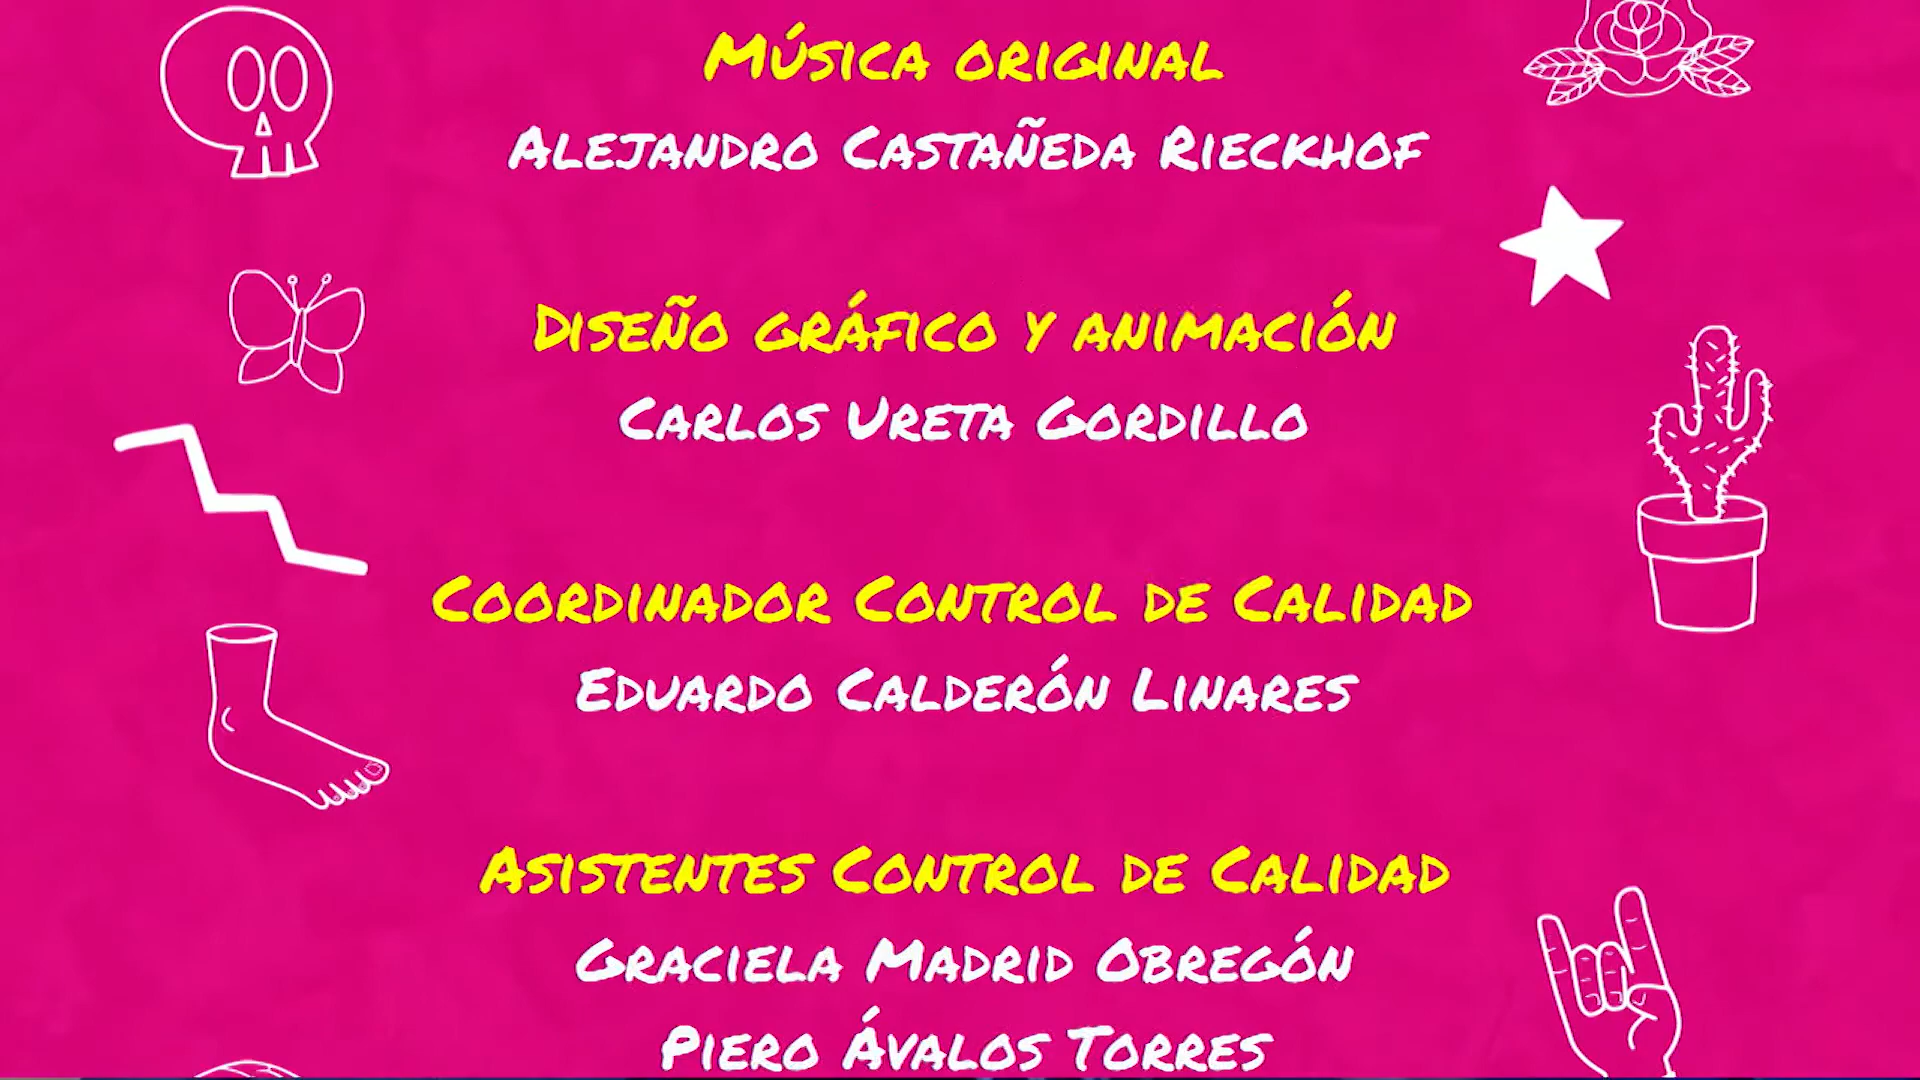 Música original
Alejandro Castañeda Rieckhof
Diseño gráfico y animación
Carlos Ureta Gordillo
Coordinador Control de Calidad
Eduardo Calderón Linares
Asistentes Control de Calidad
Graciela Madrid Obregón
Piero Ávalos Torres